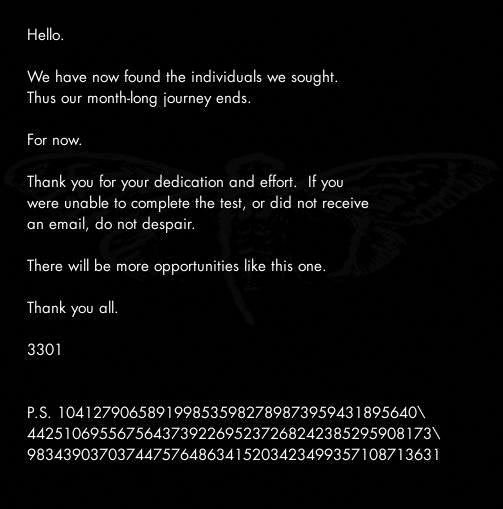 Hello.
We have now found the individuals we sought.
Thus our month-long journey ends.
For now.
Thank you for your dedication and effort.  If you
were unable to complete the test, or did not receive
an email, do not despair.
There will be more opportunities like this one.
Thank you all.
3301
P.S. 10412790658919985359827898739594318956404\
442510695567564373922695237268242385295908173\
9834390370374475764863415203423499357108713631